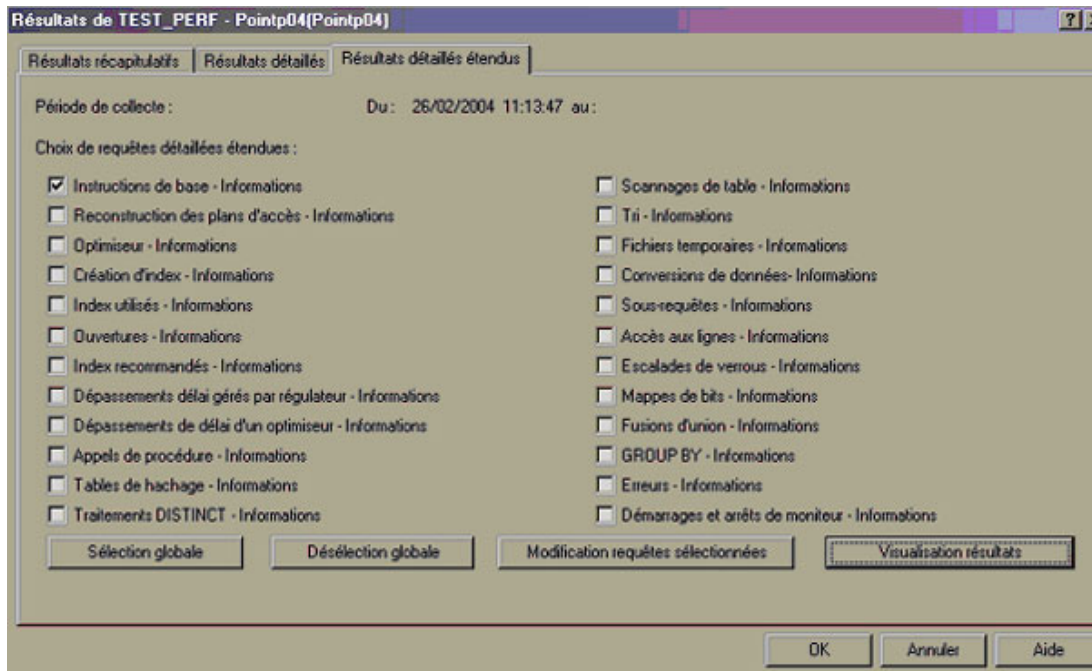 Résultats de TEST_PERF - Pointp04(Pointp04)
Résultats récapitulatifs Résultats détaillés Résultats détaillés étendus
Période de collecte : Du : 26/02/2004 11:13:47 au :
Choix de requêtes détaillées étendues :
Instructions de base - Informations
Reconstruction des plans d'accès - Informations
Optimiseur - Informations
Création d'index - Informations
Index utilisés - Informations
Ouvertures - Informations
Index recommandés - Informations
Dépassements délai gérés par régulateur - Informations
Dépassements de délai d'un optimiseur - Informations
Appels de procédure - Informations
Tables de hachage - Informations
Traitements DISTINCT - Informations
Scannages de table - Informations
Tri - Informations
Fichiers temporaires - Informations
Conversions de données- Informations
Sous-requêtes - Informations
Accès aux lignes - Informations
Escalades de verrous - Informations
Mappes de bits - Informations
Fusions d'union - Informations
GROUP BY - Informations
Erreurs - Informations
Démarrages et arrêts de moniteur - Informations
Sélection globale Désélection globale Modification requêtes sélectionnées Visualisation résultats
OK Annuler Aide